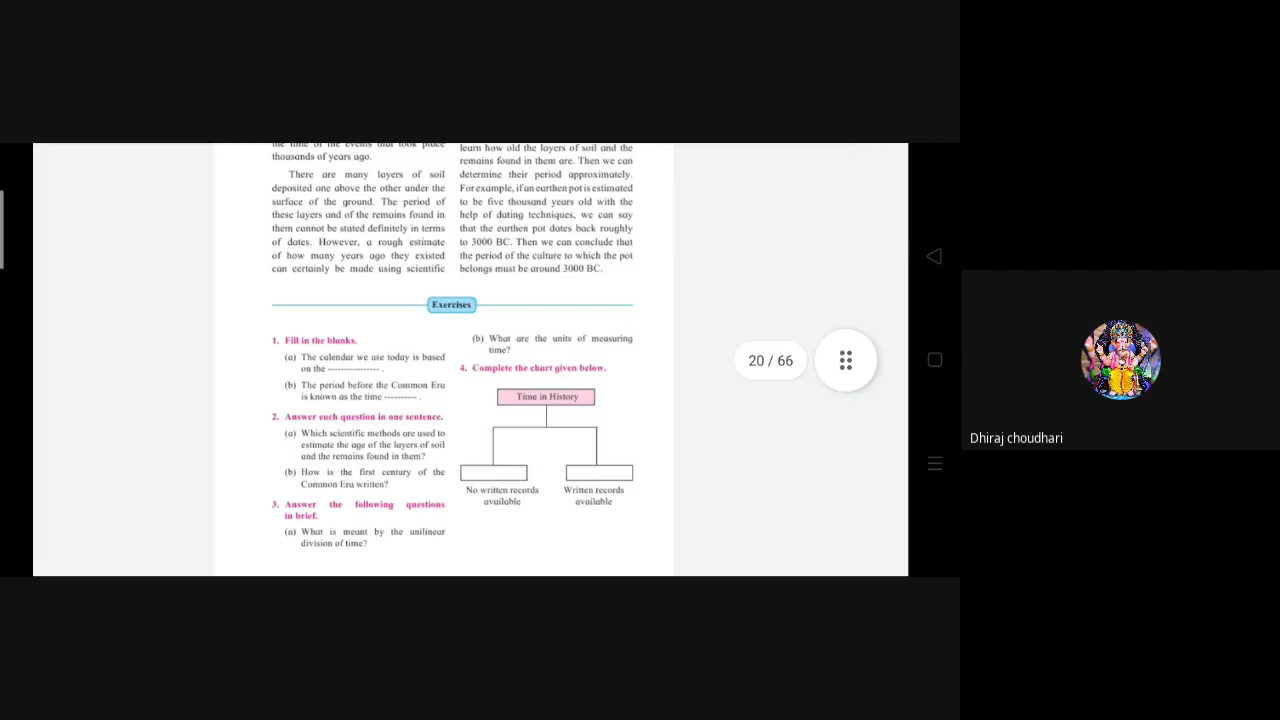 the time of the events that took place
thousands of years ago.
There are many layers of soil
deposited one above the other under the
surface of the ground. The period of
these layers and of the remains found in
them cannot be stated definitely in terms
of dates. However, a rough estimate
of how many years ago they existed
can certainly be made using scientific
learn how old the layers of soil and the
remains found in them are. Then we can
determine their period approximately.
For example, if an earthen pot is estimated
to be five thousand years old with the
help of dating techniques, we can say
that the earthen pot dates back roughly
to 3000 BC. Then we can conclude that
the period of the culture to which the pot
belongs must be around 3000 BC.
Exercises
1. Fill in the blanks.
(a) The calendar we use today is based
on the --------------- .
(b) The period before the Common Era
is known as the time ---------- .
2. Answer each question in one sentence.
(a) Which scientific methods are used to
estimate the age of the layers of soil
and the remains found in them?
(b) How is the first century of the
Common Era written?
3. Answer the following questions
in brief.
(a) What is meant by the unilinear
division of time?
(b) What are the units of measuring
time?
4. Complete the chart given below.
Time in History
No written records
available
Written records
available
20 / 66
Dhiraj choudhari